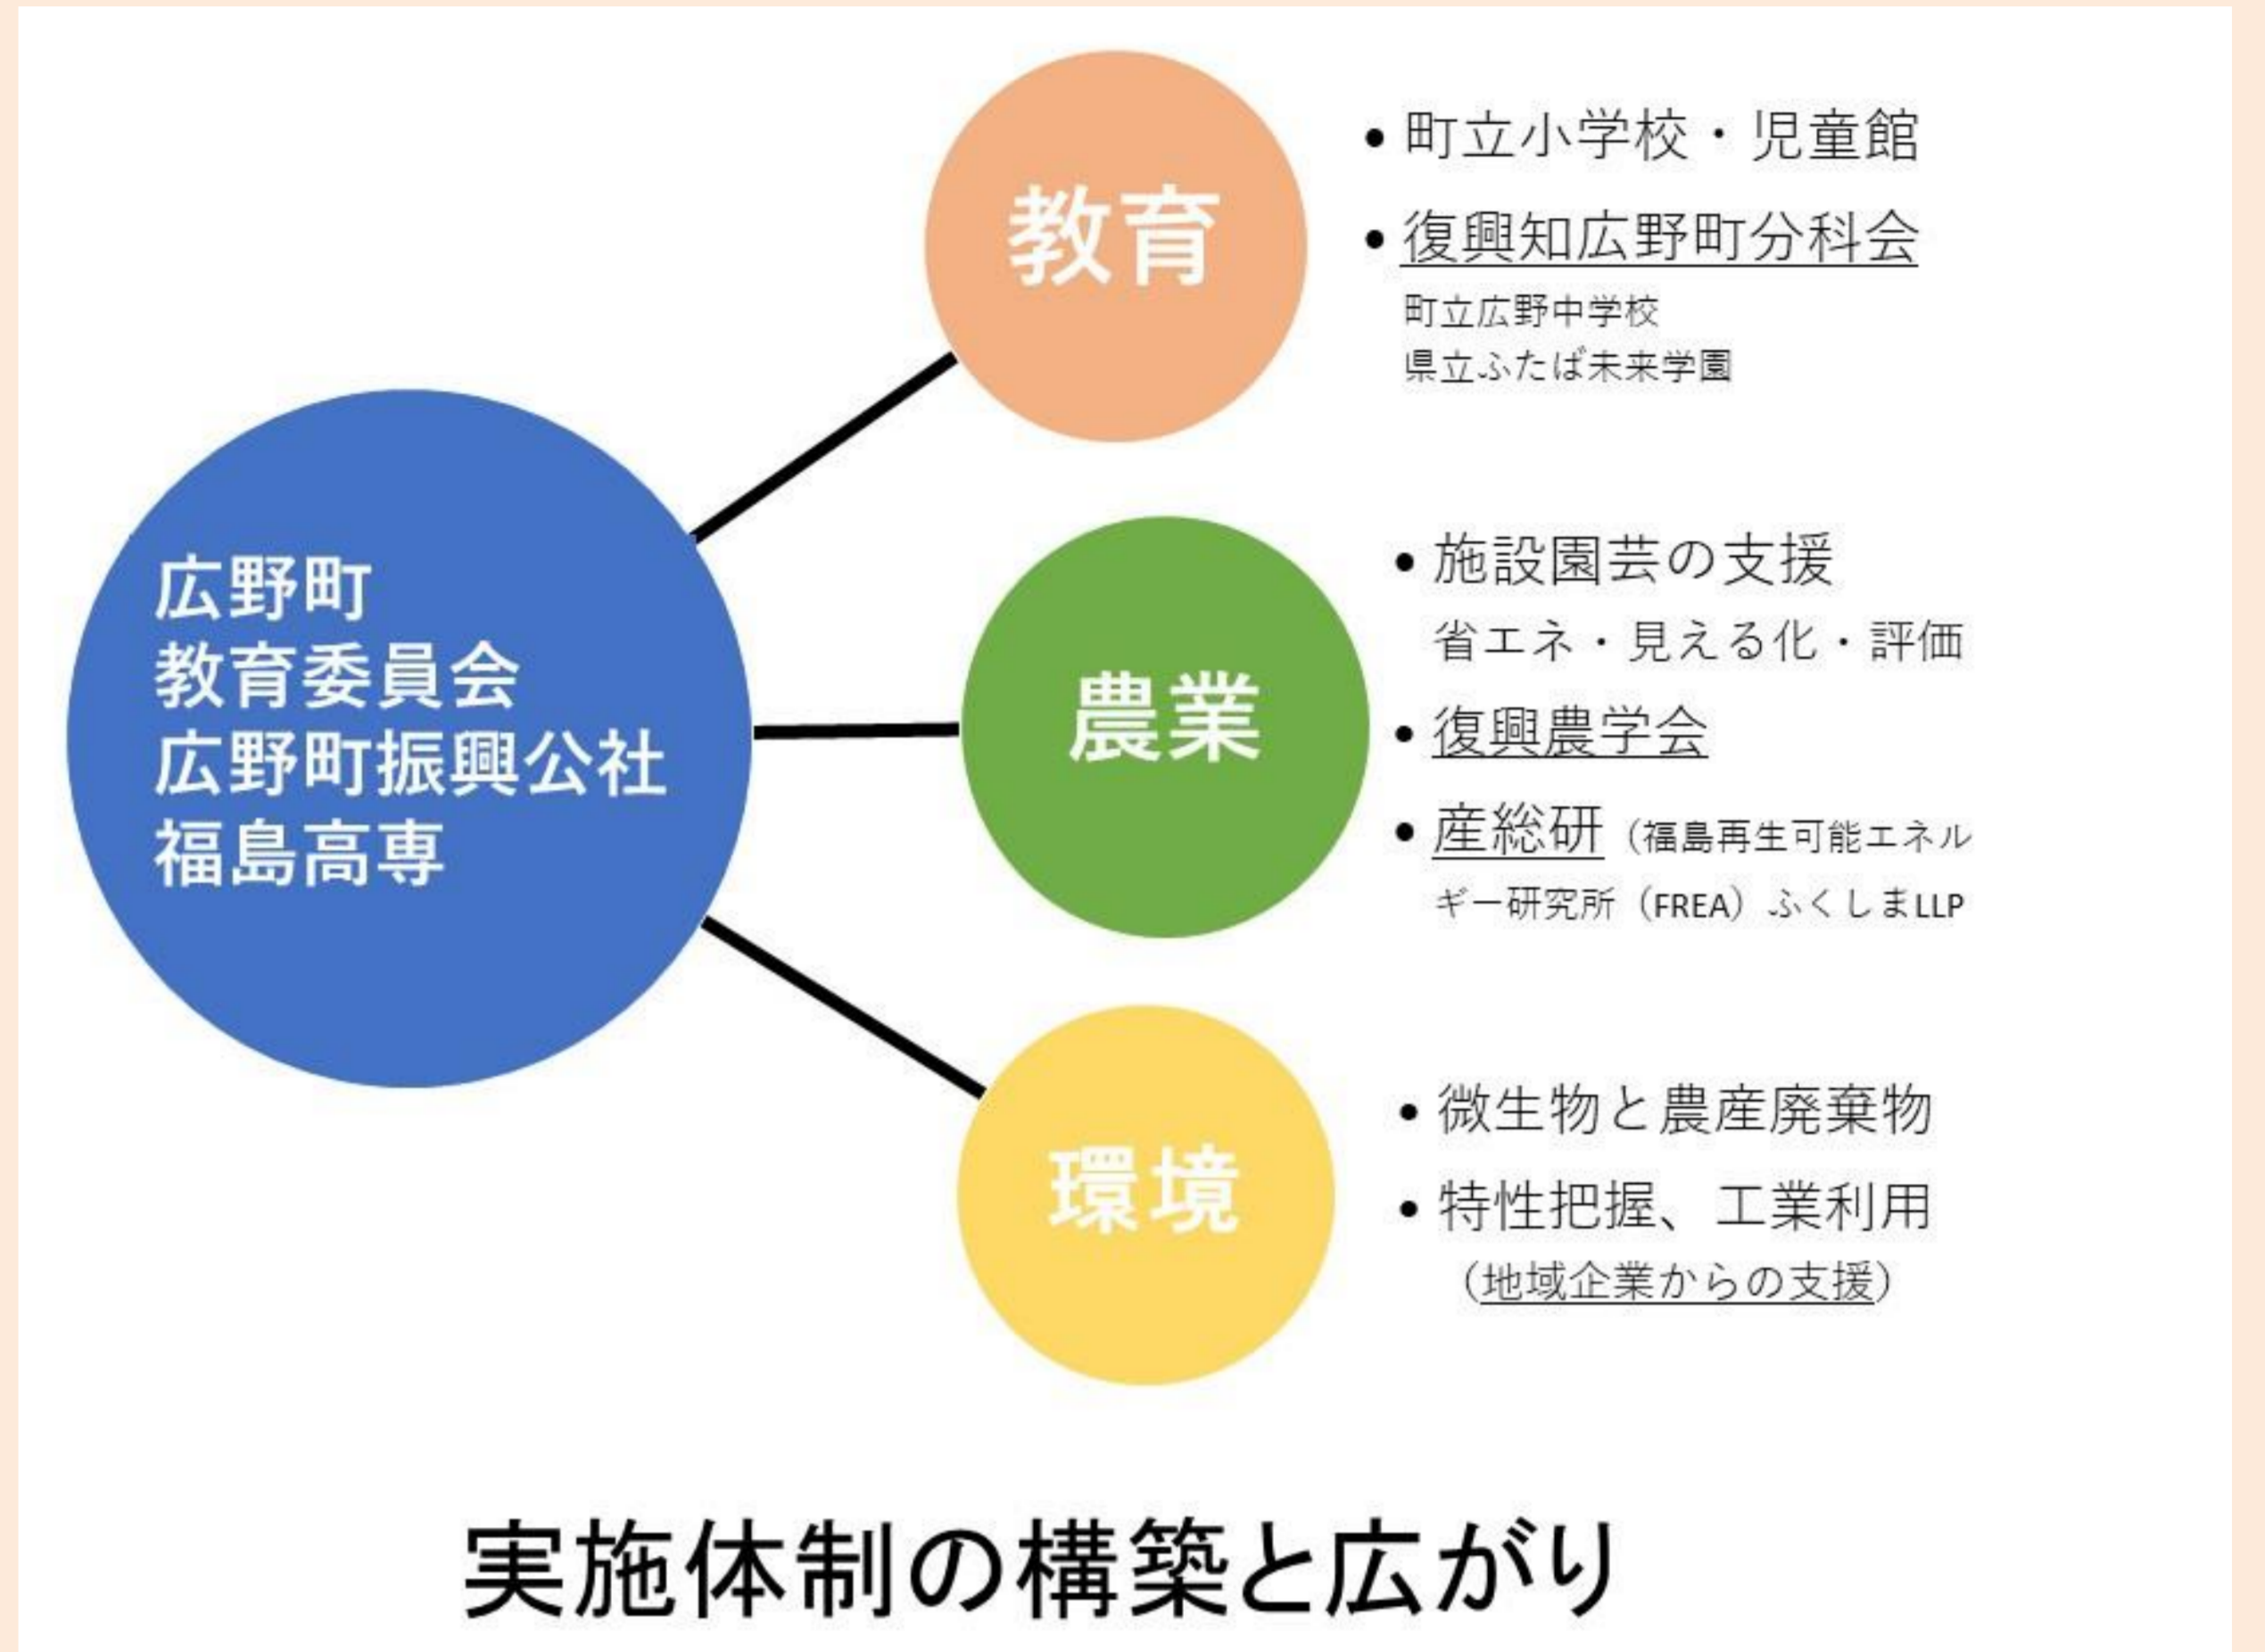 教育
• 町立小学校・児童館
• 復興知広野町分科会
町立広野中学校
県立ふたば未来学園
広野町
教育委員会
広野町振興公社
福島高専
農業
• 施設園芸の支援
省エネ・見える化・評価
• 復興農学会
• 産総研（福島再生可能エネル
ギー研究所（FREA）ふくしまLLP
環境
• 微生物と農産廃棄物
• 特性把握、工業利用
（地域企業からの支援）
実施体制の構築と広がり